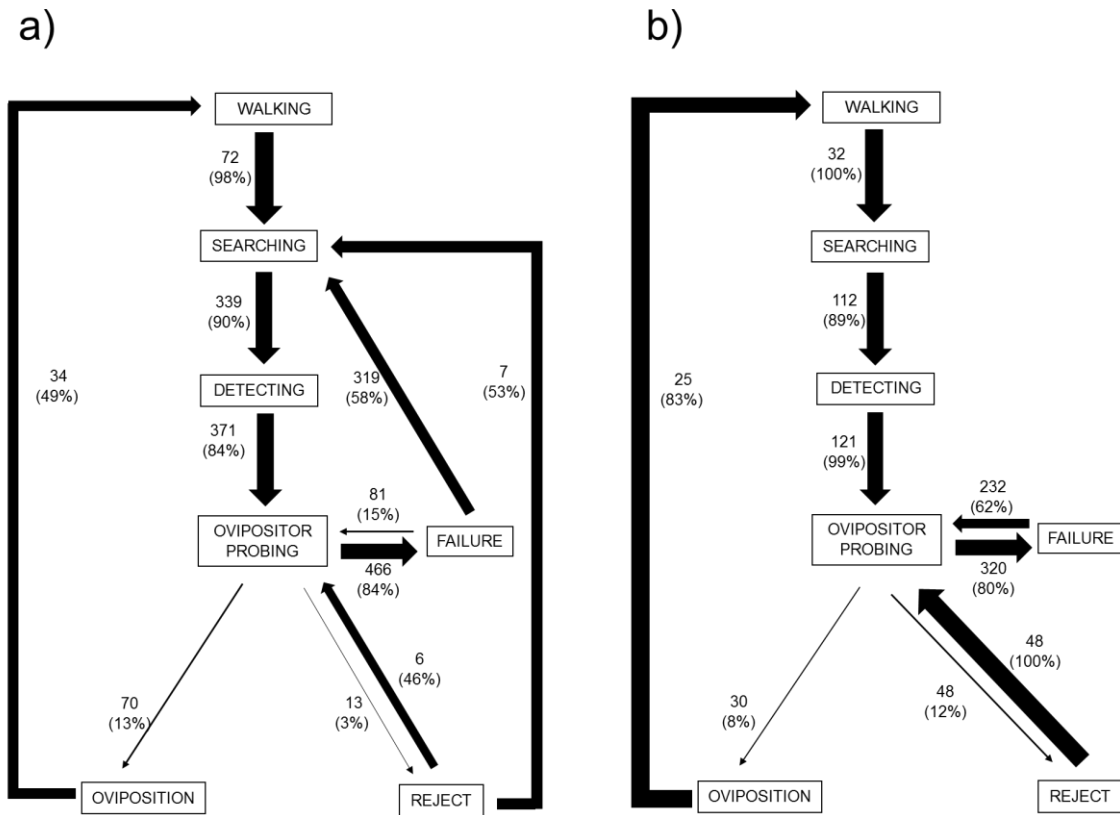 a)
WALKING
72
(98%)
SEARCHING
339
(90%)
34
(49%)
DETECTING
319
(58%)
7
(53%)
371
(84%)
81
(15%)
OVIPOSITOR
PROBING
FAILURE
466
(84%)
6
(46%)
70
(13%)
13
(3%)
OVIPOSITION
REJECT
b)
WALKING
32
(100%)
SEARCHING
112
(89%)
25
(83%)
DETECTING
121
(99%)
232
(62%)
OVIPOSITOR
PROBING
FAILURE
320
(80%)
48
(100%)
30
(8%)
48
(12%)
OVIPOSITION
REJECT